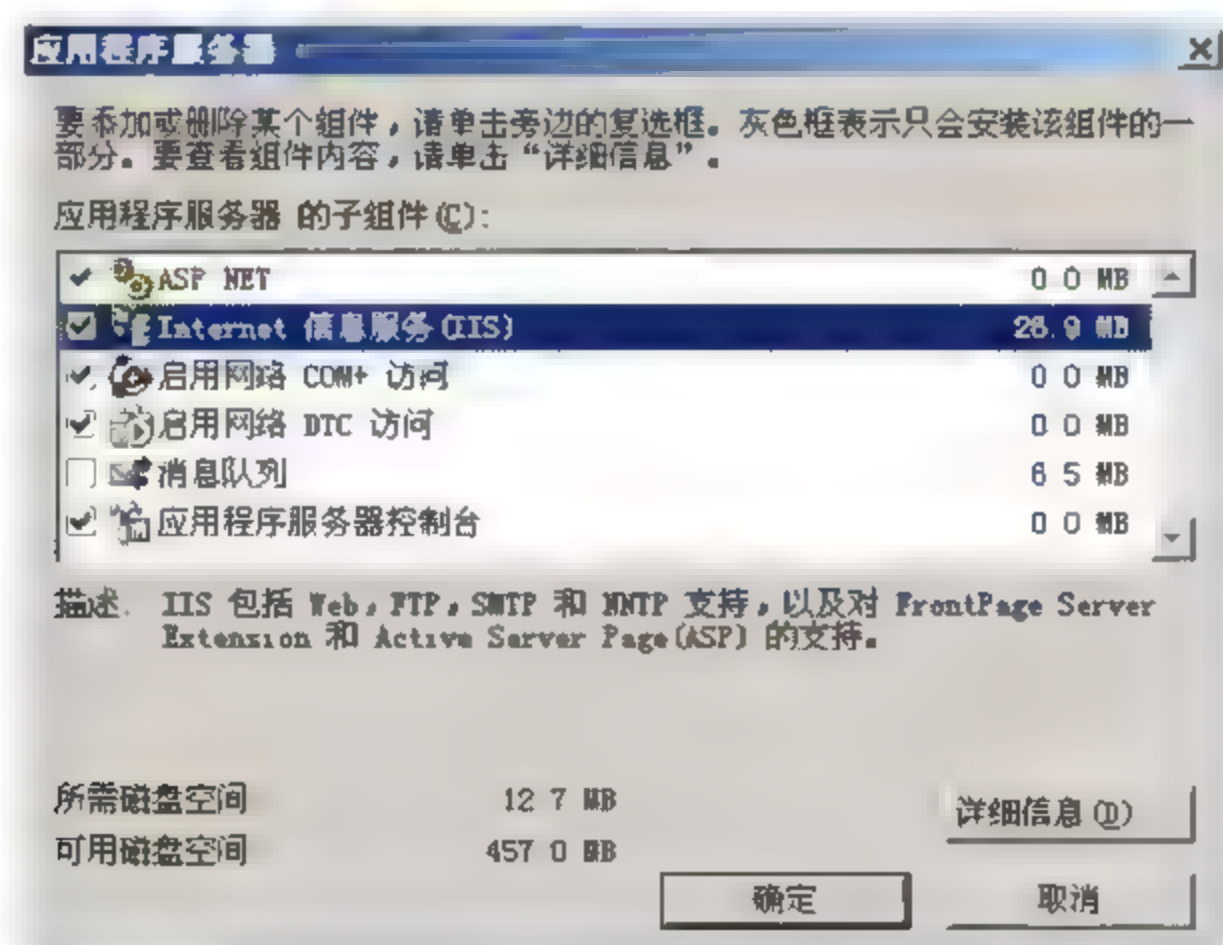 应用程序服务器
要添加或删除某个组件，请单击旁边的复选框。灰色框表示只会安装该组件的一
部分。要查看组件内容，请单击“详细信息”。
应用程序服务器 的子组件(C):
ASP NET 0 0 MB
Internet 信息服务(IIS) 26.9 MB
启用网络 COM+ 访问 0 0 MB
启用网络 DTC 访问 0 0 MB
消息队列 6 5 MB
应用程序服务器控制台 0 0 MB
描述. IIS 包括 Web，FTP，SMTP 和 NNTP 支持，以及对 FrontPage Server
Extension 和 Active Server Page(ASP) 的支持。
所需磁盘空间 12 7 MB
详细信息(D)
可用磁盘空间 457 0 MB
确定 取消